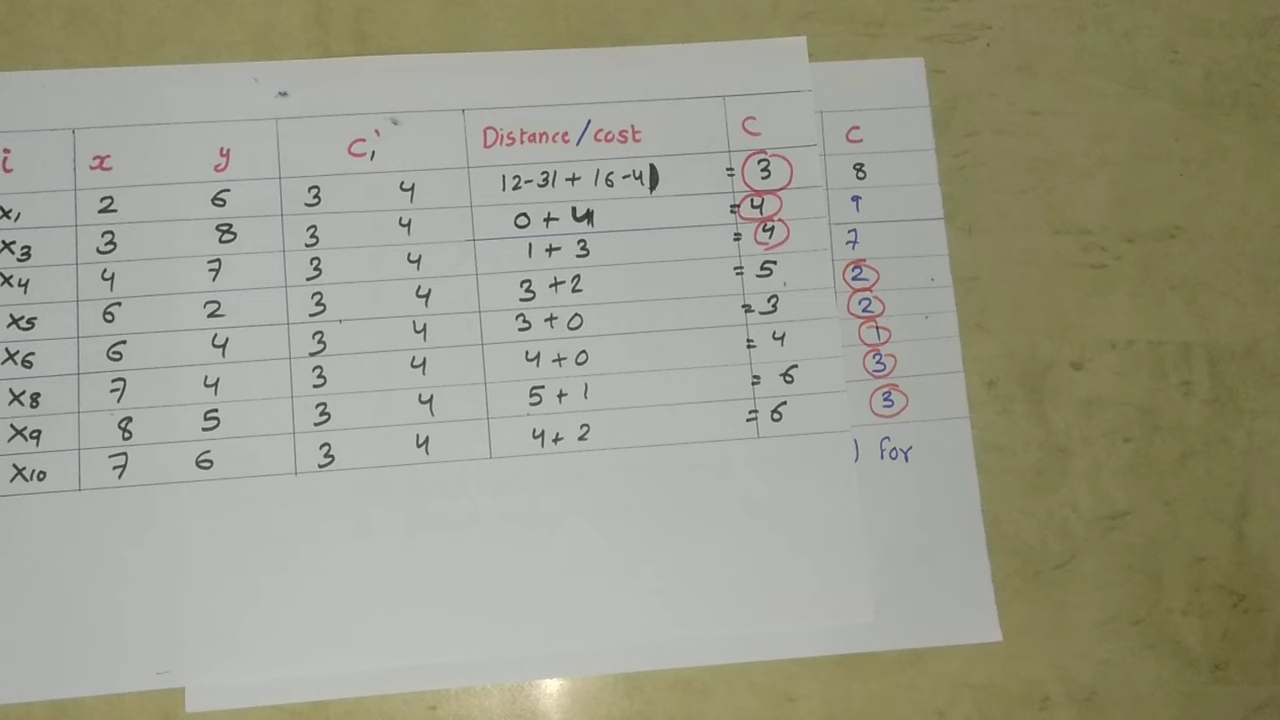 i x y C₁' Distance/cost C C
x₁ 2 6 3 4 |2-3| + |6-4| = 3 8
x₃ 3 8 3 4 0 + 4 = 4 9
x₄ 4 7 3 4 1 + 3 = 4 7
x₅ 6 2 3 4 3 + 2 = 5 2
x₆ 6 4 3 4 3 + 0 = 3 2
x₈ 7 4 3 4 4 + 0 = 4 1
x₉ 8 5 3 4 5 + 1 = 6 3
x₁₀ 7 6 3 4 4 + 2 = 6 3
) for